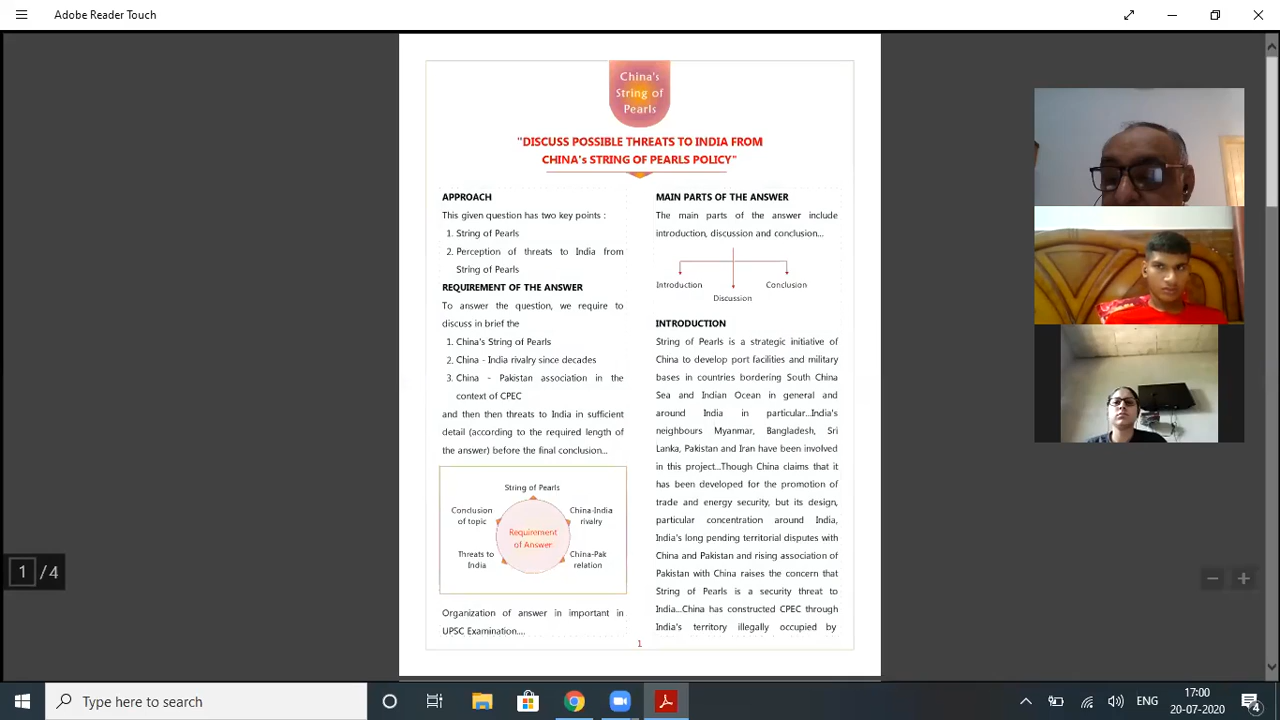 Adobe Reader Touch
China's
String of
Pearls
"DISCUSS POSSIBLE THREATS TO INDIA FROM
CHINA's STRING OF PEARLS POLICY"
APPROACH
This given question has two key points :
1. String of Pearls
2. Perception of threats to India from
String of Pearls
REQUIREMENT OF THE ANSWER
To answer the question, we require to
discuss in brief the
1. China's String of Pearls
2. China - India rivalry since decades
3. China - Pakistan association in the
context of CPEC
and then then threats to India in sufficient
detail (according to the required length of
the answer) before the final conclusion...
String of Pearls
Conclusion
of topic
China-India
rivalry
Requirement
of Answer
Threats to
India
China-Pak
relation
Organization of answer in important in
UPSC Examination....
MAIN PARTS OF THE ANSWER
The main parts of the answer include
introduction, discussion and conclusion...
Introduction
Conclusion
Discussion
INTRODUCTION
String of Pearls is a strategic initiative of
China to develop port facilities and military
bases in countries bordering South China
Sea and Indian Ocean in general and
around India in particular...India's
neighbours Myanmar, Bangladesh, Sri
Lanka, Pakistan and Iran have been involved
in this project...Though China claims that it
has been developed for the promotion of
trade and energy security, but its design,
particular concentration around India,
India's long pending territorial disputes with
China and Pakistan and rising association of
Pakistan with China raises the concern that
String of Pearls is a security threat to
India...China has constructed CPEC through
India's territory illegally occupied by
1
1 / 4
Type here to search
ENG
17:00
20-07-2020
4